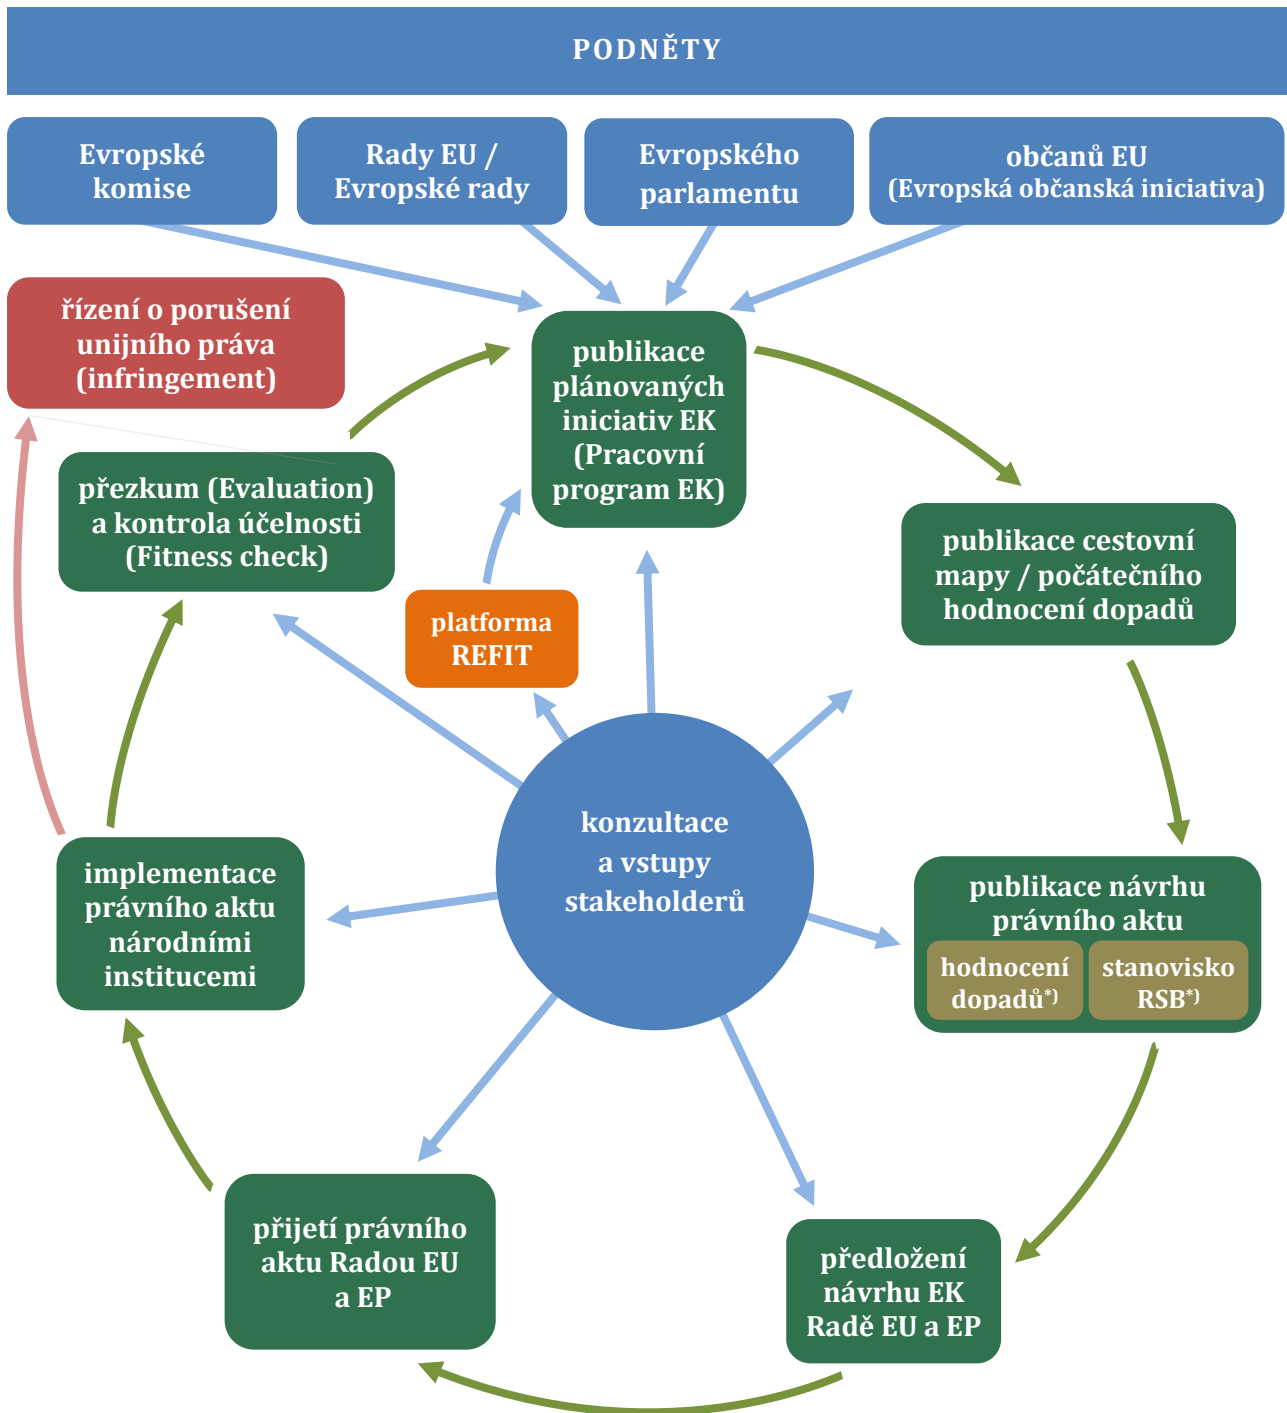 PODNĚTY
Evropské
komise
Rady EU /
Evropské rady
Evropského
parlamentu
občanů EU
(Evropská občanská iniciativa)
řízení o porušení
unijního práva
(infringement)
publikace
plánovaných
iniciativ EK
(Pracovní
program EK)
přezkum (Evaluation)
a kontrola účelnosti
(Fitness check)
publikace cestovní
mapy / počátečního
hodnocení dopadů
platforma
REFIT
konzultace
a vstupy
stakeholderů
implementace
právního aktu
národními
institucemi
publikace návrhu
právního aktu
hodnocení
dopadů*)
stanovisko
RSB*)
přijetí právního
aktu Radou EU
a EP
předložení
návrhu EK
Radě EU a EP